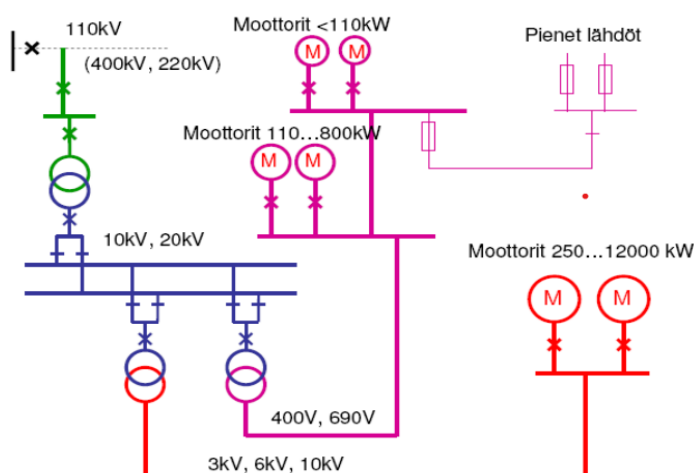 110kV
(400kV, 220kV)
Moottorit <110kW
M M
Pienet lähdöt
Moottorit 110...800kW
M M
10kV, 20kV
Moottorit 250...12000 kW
M M
400V, 690V
3kV, 6kV, 10kV